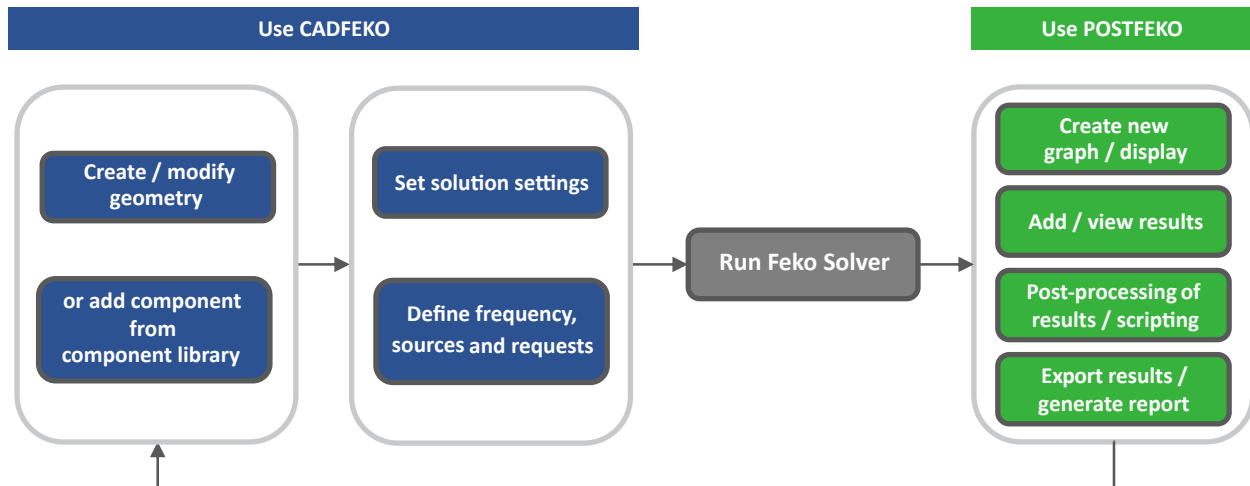 Use CADFEKO
Use POSTFEKO
Create / modify
geometry
or add component
from
component library
Set solution settings
Define frequency,
sources and requests
Run Feko Solver
Create new
graph / display
Add / view results
Post-processing of
results / scripting
Export results /
generate report